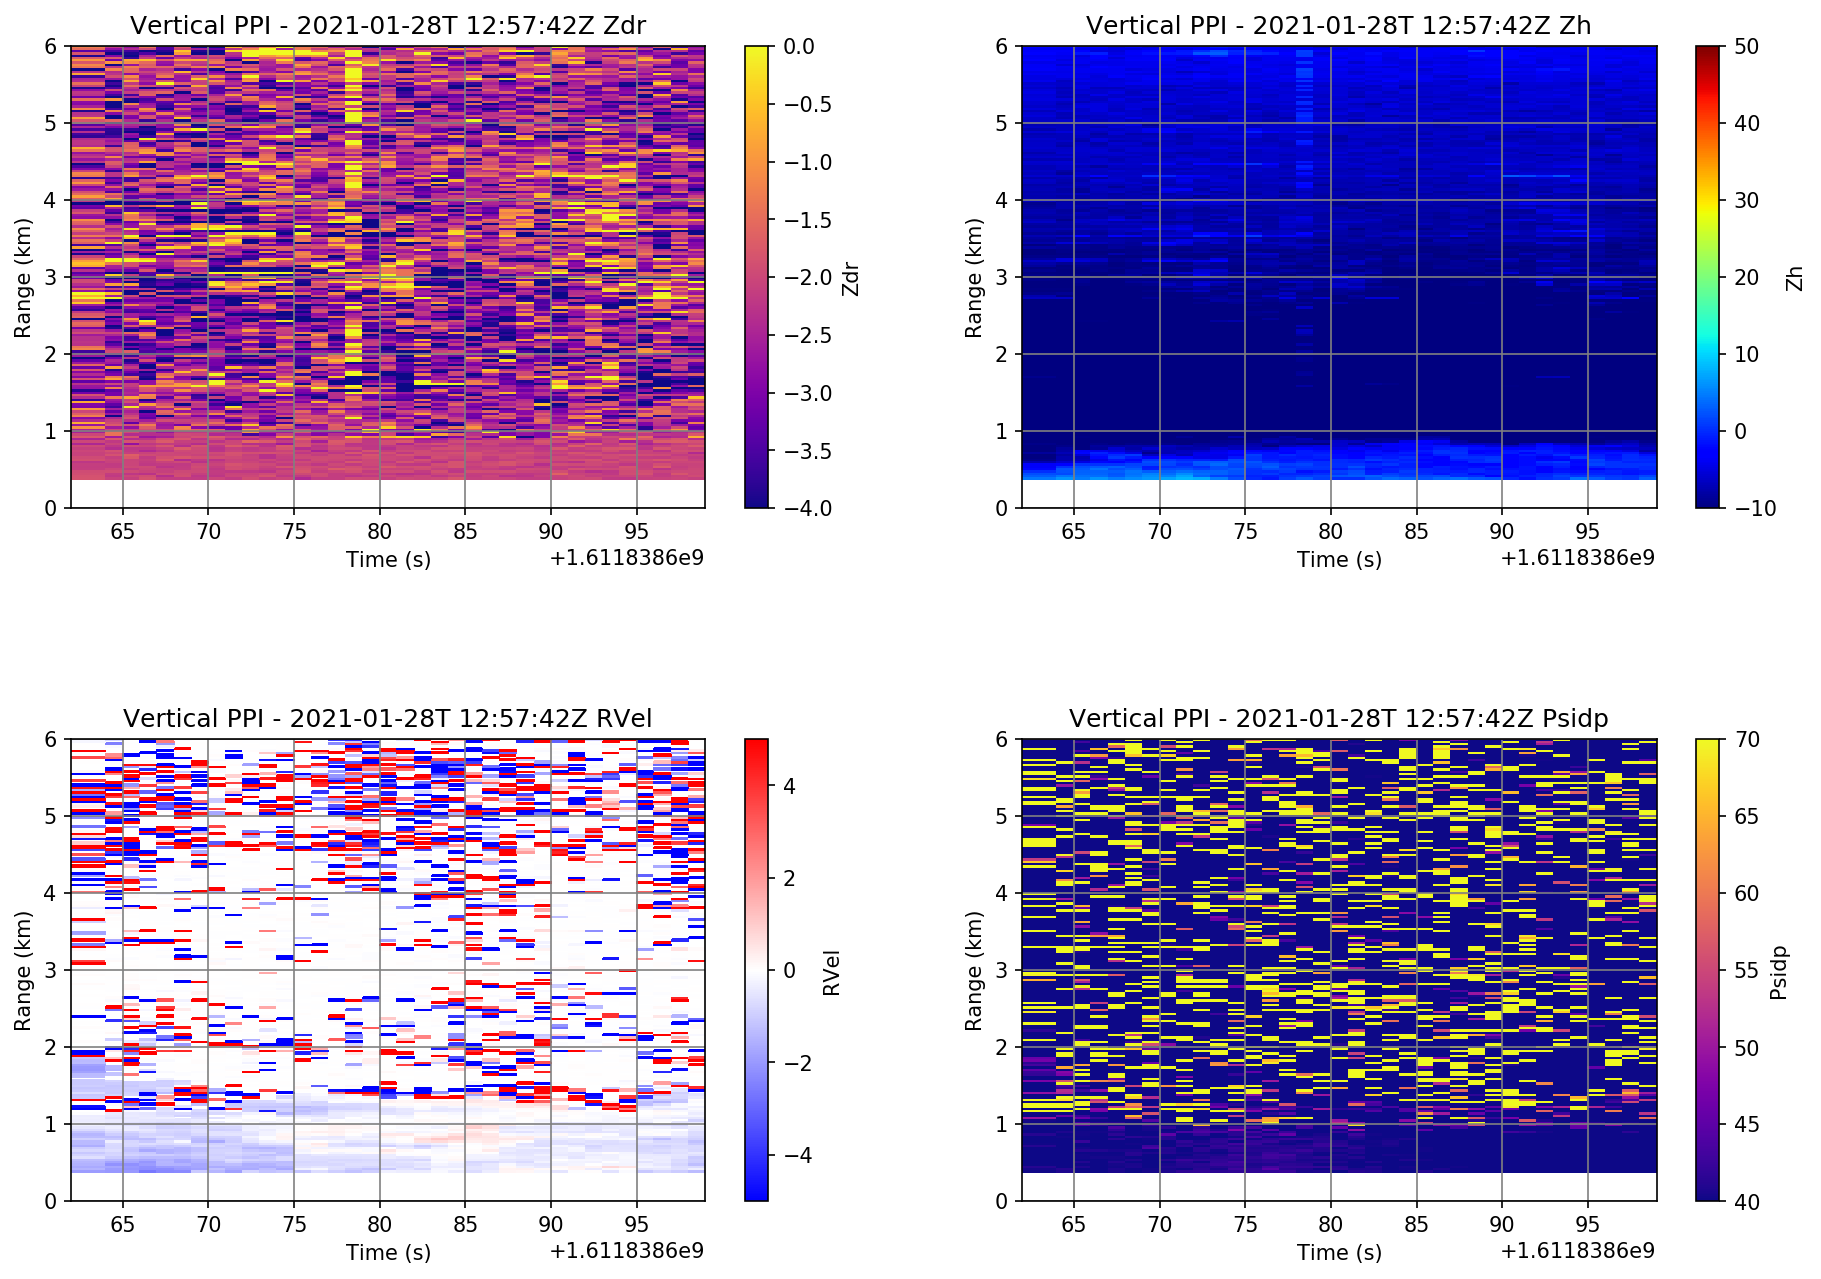 Vertical PPI - 2021-01-28T 12:57:42Z Zdr
6
5
4
3
2
1
0
Range (km)
65 70 75 80 85 90 95
Time (s)
+1.6118386e9
0.0
−0.5
−1.0
−1.5
−2.0
−2.5
−3.0
−3.5
−4.0
Zdr
Vertical PPI - 2021-01-28T 12:57:42Z Zh
6
5
4
3
2
1
0
Range (km)
65 70 75 80 85 90 95
Time (s)
+1.6118386e9
50
40
30
20
10
0
−10
Zh
Vertical PPI - 2021-01-28T 12:57:42Z RVel
6
5
4
3
2
1
0
Range (km)
65 70 75 80 85 90 95
Time (s)
+1.6118386e9
4
2
0
−2
−4
RVel
Vertical PPI - 2021-01-28T 12:57:42Z Psidp
6
5
4
3
2
1
0
Range (km)
65 70 75 80 85 90 95
Time (s)
+1.6118386e9
70
65
60
55
50
45
40
Psidp